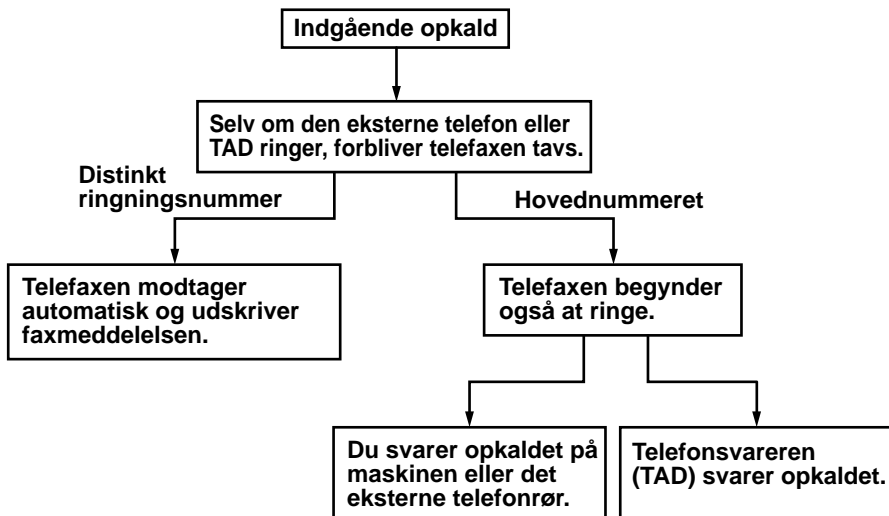 Indgående opkald
Selv om den eksterne telefon eller
TAD ringer, forbliver telefaxen tavs.
Distinkt
ringningsnummer
Hovednummeret
Telefaxen modtager
automatisk og udskriver
faxmeddelelsen.
Telefaxen begynder
også at ringe.
Du svarer opkaldet på
maskinen eller det
eksterne telefonrør.
Telefonsvareren
(TAD) svarer opkaldet.